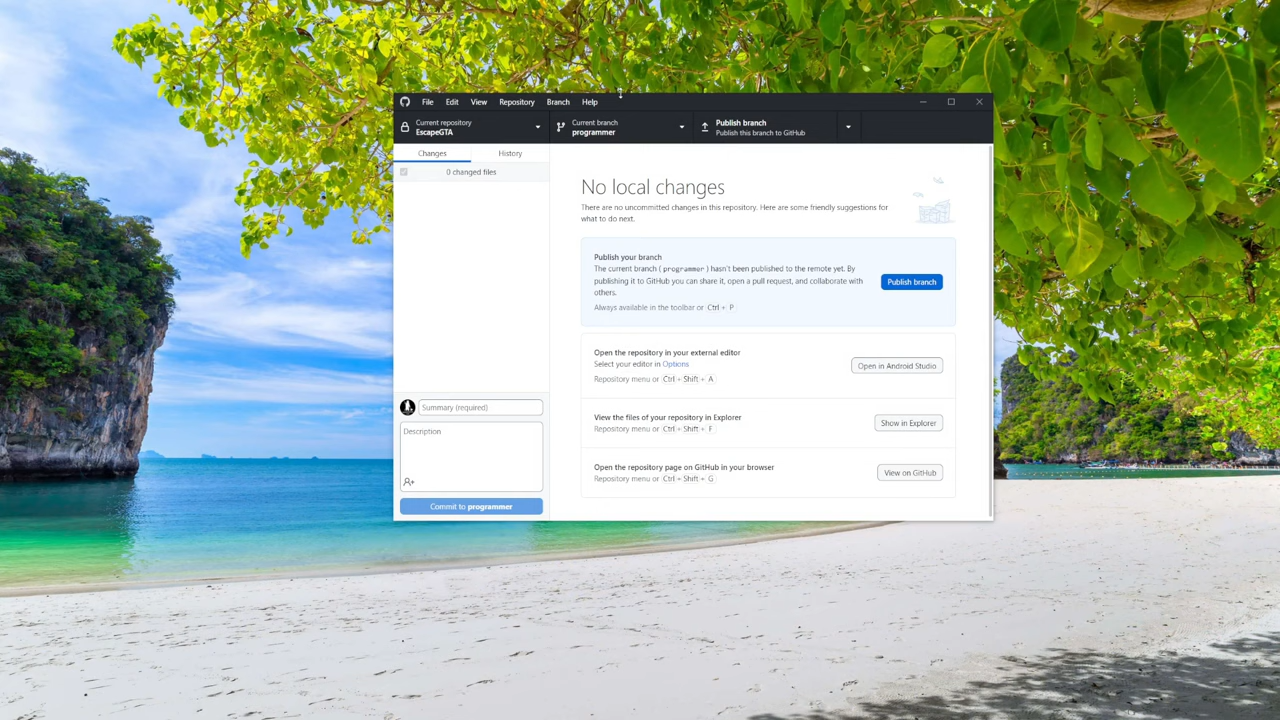 File Edit View Repository Branch Help
Current repository
EscapeGTA
Current branch
programmer
Publish branch
Publish this branch to GitHub
Changes History
0 changed files
No local changes
There are no uncommitted changes in this repository. Here are some friendly suggestions for
what to do next.
Publish your branch
The current branch ( programmer ) hasn't been published to the remote yet. By
publishing it to GitHub you can share it, open a pull request, and collaborate with
others.
Always available in the toolbar or Ctrl + P
Publish branch
Open the repository in your external editor
Select your editor in Options
Repository menu or Ctrl + Shift + A
Open in Android Studio
View the files of your repository in Explorer
Repository menu or Ctrl + Shift + F
Show in Explorer
Open the repository page on GitHub in your browser
Repository menu or Ctrl + Shift + G
View on GitHub
Summary (required)
Description
Commit to programmer